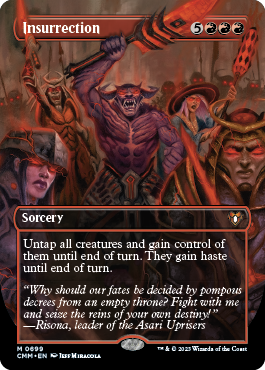 Insurrection 5
Sorcery
Untap all creatures and gain control of
them until end of turn. They gain haste
until end of turn.
“Why should our fates be decided by pompous
decrees from an empty throne? Fight with me
and seize the reins of your own destiny!”
—Risona, leader of the Asari Uprisers
M 0699
CMM • EN Jeff Miracola
™ & © 2023 Wizards of the Coast